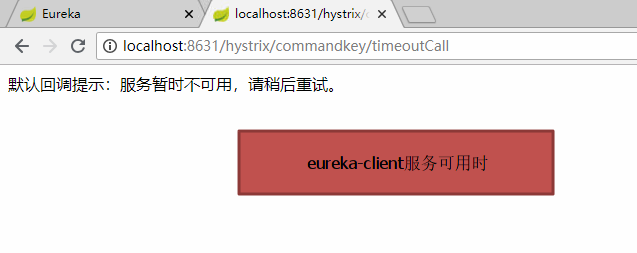 Eureka
localhost:8631/hystrix/c
localhost:8631/hystrix/commandkey/timeoutCall
默认回调提示：服务暂时不可用，请稍后重试。
eureka-client服务可用时